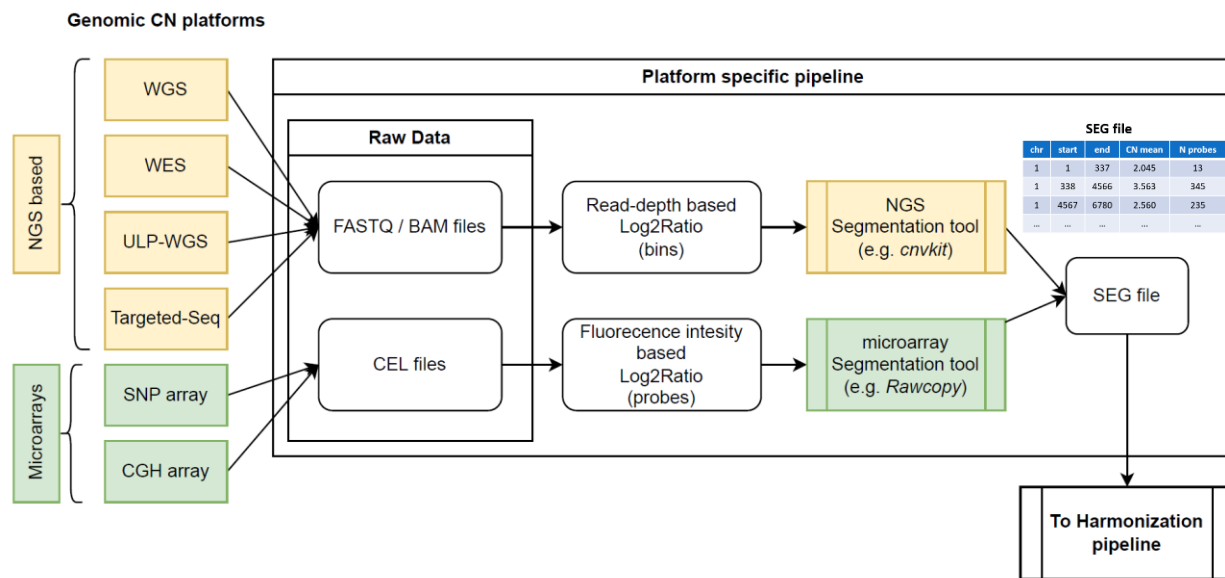 Genomic CN platforms
NGS based
WGS
WES
ULP-WGS
Targeted-Seq
Microarrays
SNP array
CGH array
Platform specific pipeline
Raw Data
FASTQ / BAM files
CEL files
Read-depth based
Log2Ratio
(bins)
Fluorecence intesity
based
Log2Ratio
(probes)
NGS
Segmentation tool
(e.g. cnvkit)
microarray
Segmentation tool
(e.g. Rawcopy)
SEG file
chr start end CN mean N probes
1 1 337 2.045 13
1 338 4566 3.563 345
1 4567 6780 2.560 235
... ... ... ... ...
SEG file
To Harmonization
pipeline